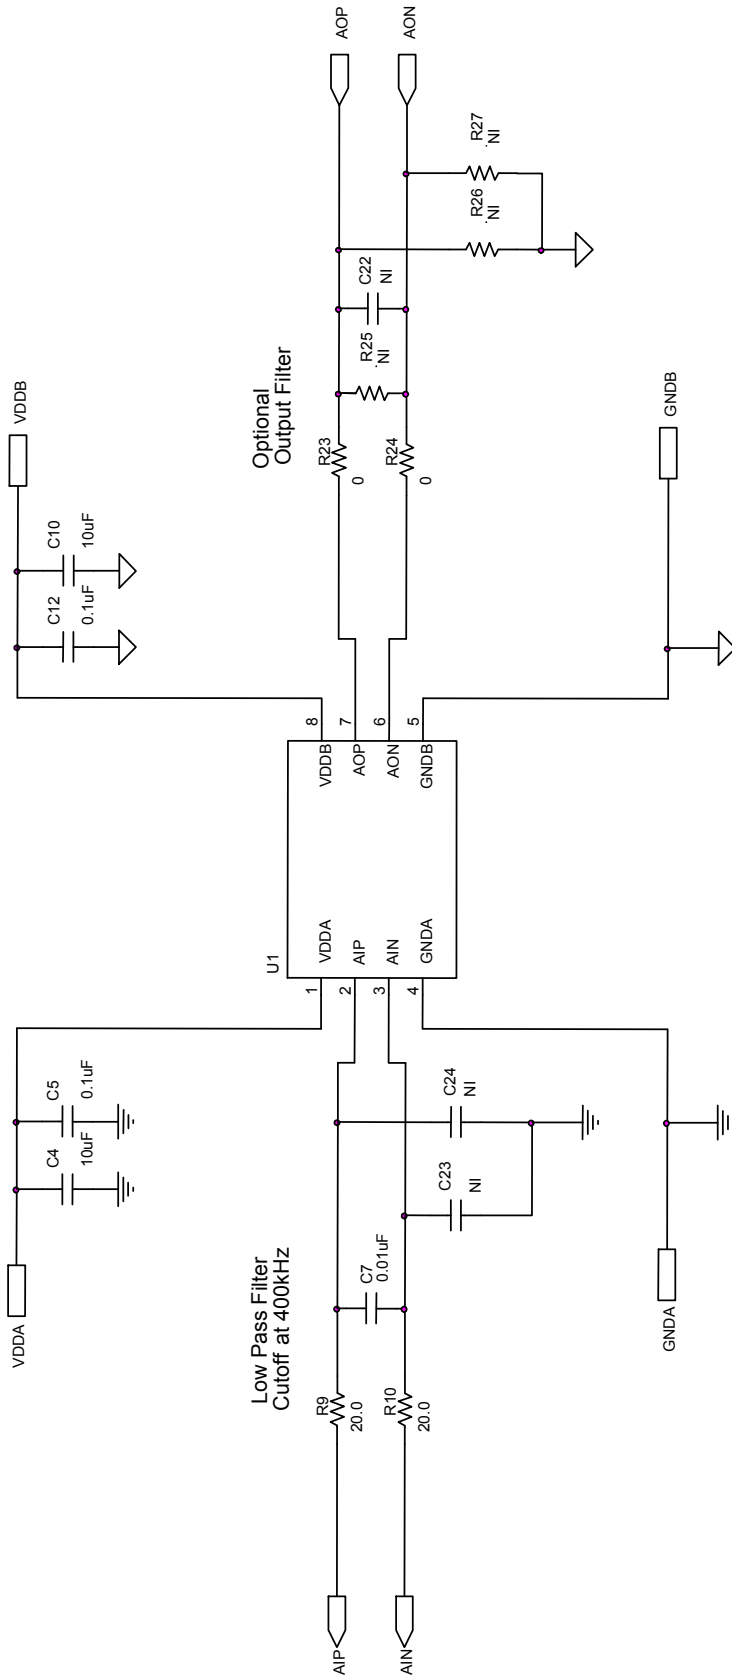 VDDA
C4
10uF
C5
0.1uF
C12
0.1uF
C10
10uF
VDDB
Low Pass Filter
Cutoff at 400kHz
Optional
Output Filter
U1
1
VDDA
VDDB
8
AIP
R9
20.0
2
AIP
AOP
7
R23
0
AOP
C7
0.01uF
R25
.NI
C22
NI
AIN
R10
20.0
3
AIN
AON
6
R24
0
AON
4
GNDA
GNDB
5
C23
NI
C24
NI
R26
.NI
R27
.NI
GNDA
GNDB